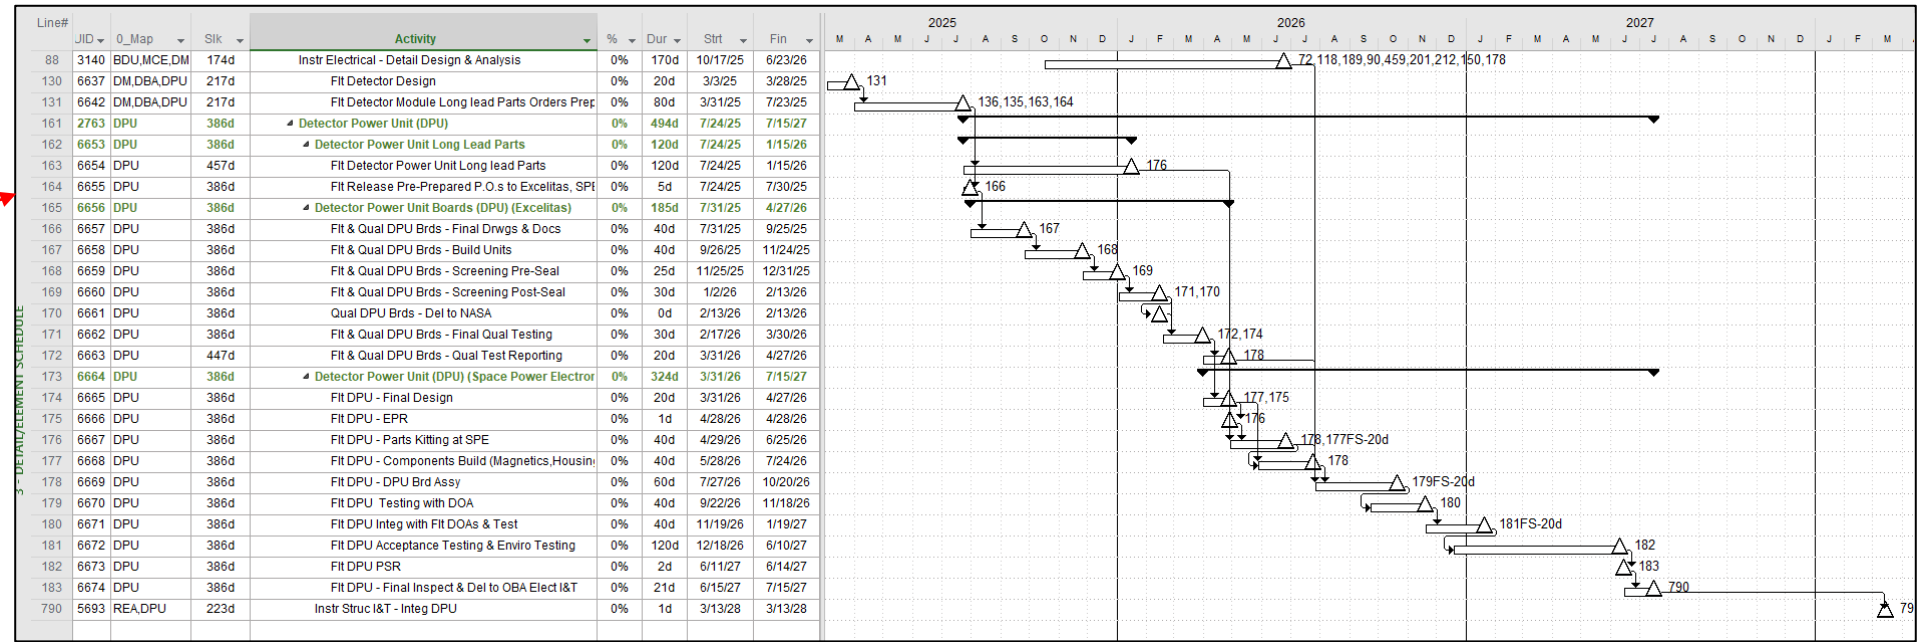 Line# 2025 2026 2027
UID 0_Map Slk Activity % Dur Strt Fin M A M J J A S O N D J F M A M J J A S O N D J F M A M J J A S O N D J F M
88 3140 BDU,MCE,DM 174d Instr Electrical - Detail Design & Analysis 0% 170d 10/17/25 6/23/26 72,118,189,90,459,201,212,150,178
130 6637 DM,DBA,DPU 217d Flt Detector Design 0% 20d 3/3/25 3/28/25 131
131 6642 DM,DBA,DPU 217d Flt Detector Module Long lead Parts Orders Prep 0% 80d 3/31/25 7/23/25 136,135,163,164
161 2763 DPU 386d Detector Power Unit (DPU) 0% 494d 7/24/25 7/15/27
162 6653 DPU 386d Detector Power Unit Long Lead Parts 0% 120d 7/24/25 1/15/26
163 6654 DPU 457d Flt Detector Power Unit Long lead Parts 0% 120d 7/24/25 1/15/26 176
164 6655 DPU 386d Flt Release Pre-Prepared P.O.s to Excelitas, SPE 0% 5d 7/24/25 7/30/25 166
165 6656 DPU 386d Detector Power Unit Boards (DPU) (Excelitas) 0% 185d 7/31/25 4/27/26
166 6657 DPU 386d Flt & Qual DPU Brds - Final Drwgs & Docs 0% 40d 7/31/25 9/25/25 167
167 6658 DPU 386d Flt & Qual DPU Brds - Build Units 0% 40d 9/26/25 11/24/25 168
168 6659 DPU 386d Flt & Qual DPU Brds - Screening Pre-Seal 0% 25d 11/25/25 12/31/25 169
169 6660 DPU 386d Flt & Qual DPU Brds - Screening Post-Seal 0% 30d 1/2/26 2/13/26 171,170
170 6661 DPU 386d Qual DPU Brds - Del to NASA 0% 0d 2/13/26 2/13/26
171 6662 DPU 386d Flt & Qual DPU Brds - Final Qual Testing 0% 30d 2/17/26 3/30/26 172,174
172 6663 DPU 447d Flt & Qual DPU Brds - Qual Test Reporting 0% 20d 3/31/26 4/27/26 178
173 6664 DPU 386d Detector Power Unit (DPU) (Space Power Electror 0% 324d 3/31/26 7/15/27
174 6665 DPU 386d Flt DPU - Final Design 0% 20d 3/31/26 4/27/26 177,175
175 6666 DPU 386d Flt DPU - EPR 0% 1d 4/28/26 4/28/26 176
176 6667 DPU 386d Flt DPU - Parts Kitting at SPE 0% 40d 4/29/26 6/25/26 178,177FS-20d
177 6668 DPU 386d Flt DPU - Components Build (Magnetics,Housin 0% 40d 5/28/26 7/24/26 178
178 6669 DPU 386d Flt DPU - DPU Brd Assy 0% 60d 7/27/26 10/20/26 179FS-20d
179 6670 DPU 386d Flt DPU Testing with DOA 0% 40d 9/22/26 11/18/26 180
180 6671 DPU 386d Flt DPU Integ with Flt DOAs & Test 0% 40d 11/19/26 1/19/27 181FS-20d
181 6672 DPU 386d Flt DPU Acceptance Testing & Enviro Testing 0% 120d 12/18/26 6/10/27 182
182 6673 DPU 386d Flt DPU PSR 0% 2d 6/11/27 6/14/27 183
183 6674 DPU 386d Flt DPU - Final Inspect & Del to OBA Elect I&T 0% 21d 6/15/27 7/15/27 790
790 5693 REA,DPU 223d Instr Struc I&T - Integ DPU 0% 1d 3/13/28 3/13/28 79
3 - DETAIL/ELEMENT SCHEDULE